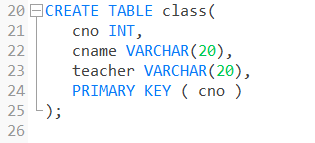 20 CREATE TABLE class(
21 cno INT,
22 cname VARCHAR(20),
23 teacher VARCHAR(20),
24 PRIMARY KEY ( cno )
25 );
26